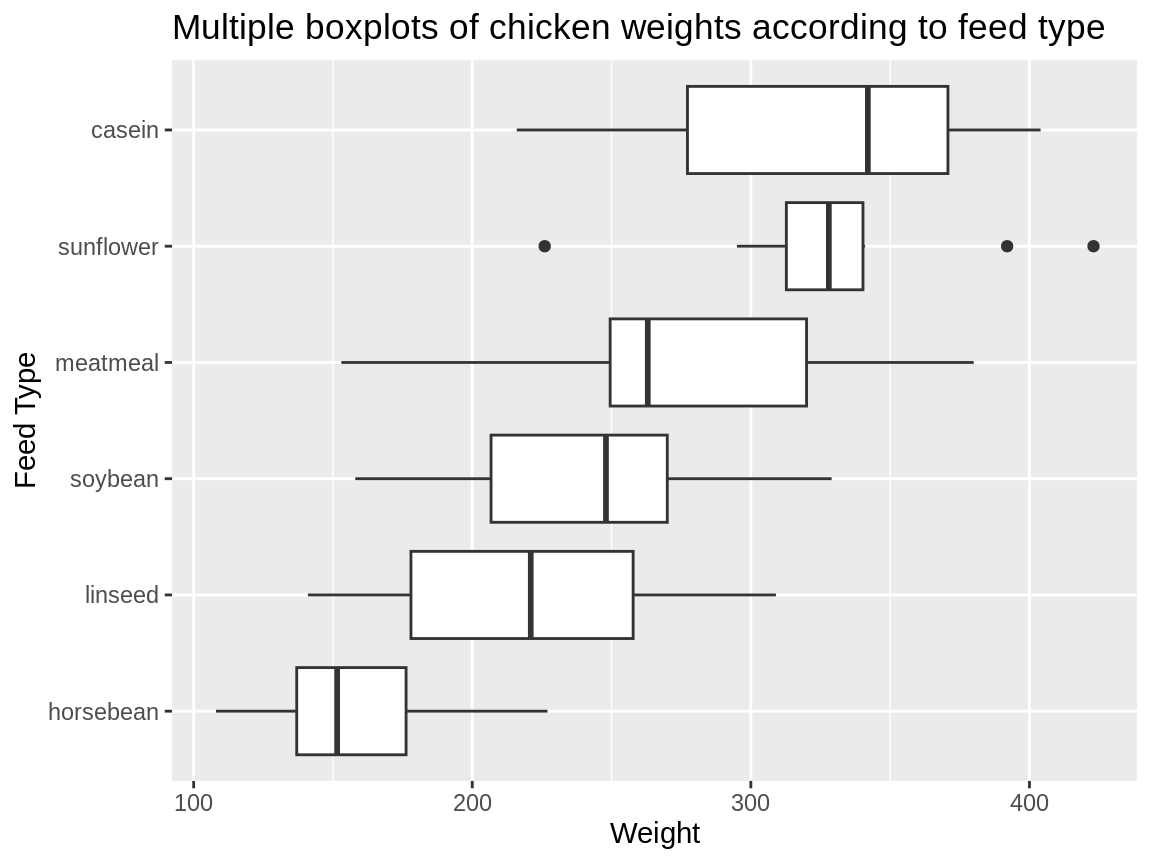 Multiple boxplots of chicken weights according to feed type
casein
sunflower
meatmeal
soybean
linseed
horsebean
Feed Type
100 200 300 400
Weight